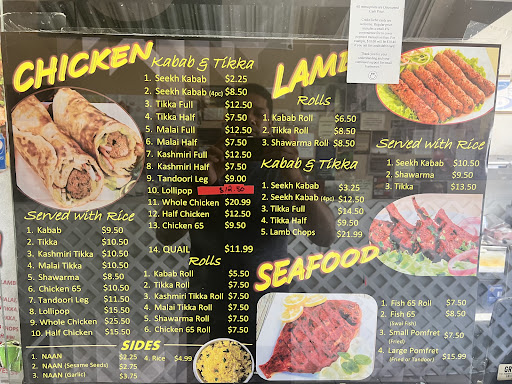 CHICKEN
Kabab & Tikka
1. Seekh Kabab $2.25
2. Seekh Kabab (4pc) $8.50
3. Tikka Full $12.50
4. Tikka Half $7.50
5. Malai Full $12.50
6. Malai Half $7.50
7. Kashmiri Full $12.50
8. Kashmiri Half $7.50
9. Tandoori Leg $9.00
10. Lollipop $12.50
11. Whole Chicken $20.99
12. Half Chicken $12.50
13. Chicken 65 $9.50
14. QUAIL $11.99
Rolls
1. Kabab Roll $5.50
2. Tikka Roll $7.50
3. Kashmiri Tikka Roll $7.50
4. Malai Tikka Roll $7.50
5. Shawarma Roll $7.50
6. Chicken 65 Roll $7.50
Served with Rice
1. Kabab $9.50
2. Tikka $10.50
3. Kashmiri Tikka $10.50
4. Malai Tikka $10.50
5. Shawarma $8.50
6. Chicken 65 $10.50
7. Tandoori Leg $11.50
8. Lollipop $15.50
9. Whole Chicken $25.50
10. Half Chicken $15.50
SIDES
1. NAAN $2.25
2. NAAN (Sesame Seeds) $2.75
3. NAAN (Garlic) $3.75
4. Rice $4.99
LAMB
Rolls
1. Kabab Roll $6.50
2. Tikka Roll $8.50
3. Shawarma Roll $8.50
Kabab & Tikka
1. Seekh Kabab $3.25
2. Seekh Kabab (4pc) $12.50
3. Tikka Full $14.50
4. Tikka Half $9.50
5. Lamb Chops $21.99
Served with Rice
1. Seekh Kabab $10.50
2. Shawarma $9.50
3. Tikka $13.50
SEAFOOD
1. Fish 65 Roll $7.50
2. Fish 65 $8.50
(Swai Fish)
3. Small Pomfret $7.50
(Fried)
4. Large Pomfret $15.99
(Fried or Tandoor)